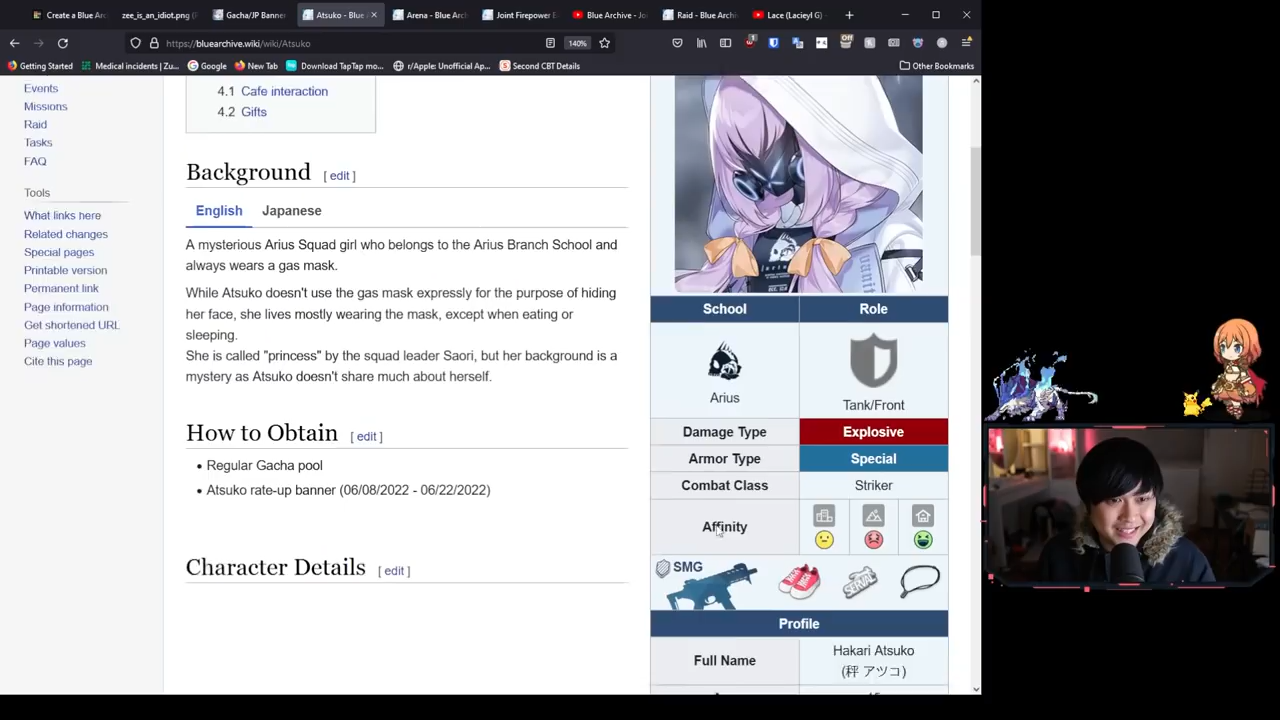 Create a Blue Arc
zee_is_an_idiot.png (
Gacha/JP Banner
Atsuko - Blue A
Arena - Blue Arc
Joint Firepower E
Blue Archive - Joi
Raid - Blue Archiv
Lace (Lacieyl G) -
https://bluearchive.wiki/wiki/Atsuko
140%
Off
Getting Started
Medical incidents | Zu...
Google
New Tab
Download TapTap mo...
r/Apple: Unofficial Ap...
Second CBT Details
Other Bookmarks
Events
Missions
Raid
Tasks
FAQ
Tools
What links here
Related changes
Special pages
Printable version
Permanent link
Page information
Get shortened URL
Page values
Cite this page
4.1 Cafe interaction
4.2 Gifts
Background [ edit ]
English Japanese
A mysterious Arius Squad girl who belongs to the Arius Branch School and
always wears a gas mask.
While Atsuko doesn't use the gas mask expressly for the purpose of hiding
her face, she lives mostly wearing the mask, except when eating or
sleeping.
She is called "princess" by the squad leader Saori, but her background is a
mystery as Atsuko doesn't share much about herself.
How to Obtain [ edit ]
• Regular Gacha pool
• Atsuko rate-up banner (06/08/2022 - 06/22/2022)
Character Details [ edit ]
School Role
Arius Tank/Front
Damage Type Explosive
Armor Type Special
Combat Class Striker
Affinity
SMG
SERVAL
Profile
Full Name Hakari Atsuko
(秤 アツコ)